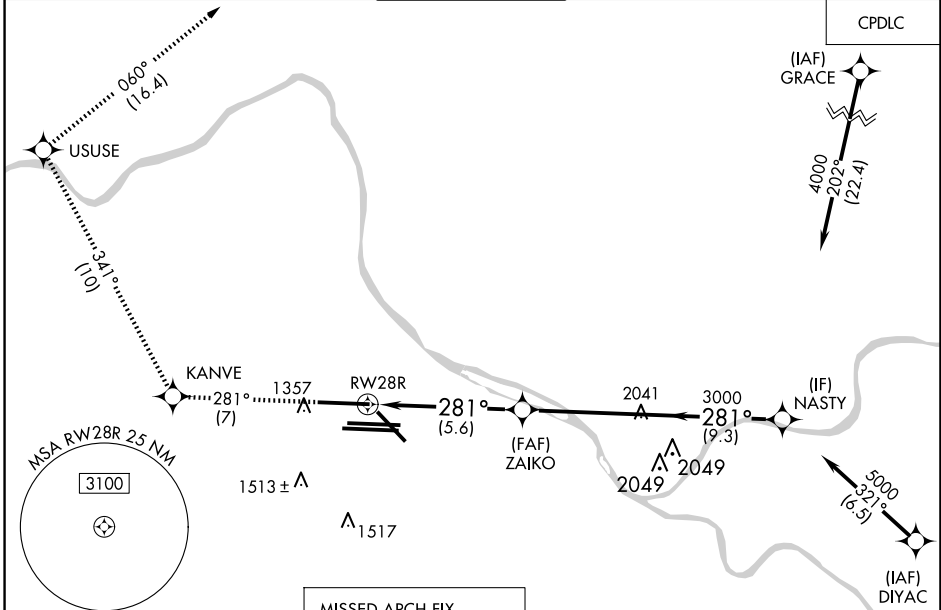 CPDLC
(IAF)
GRACE
4000
202°
(22.4)
060°
(16.4)
USUSE
341°
(10)
KANVE
281°
(7)
1357
RW28R
281°
(5.6)
(FAF)
ZAIKO
2041
3000
281°
(9.3)
(IF)
NASTY
2049
2049
5000
321°
(6.5)
(IAF)
DIYAC
MSA RW28R 25 NM
3100
1513 ±
1517
MISSED APCH FIX